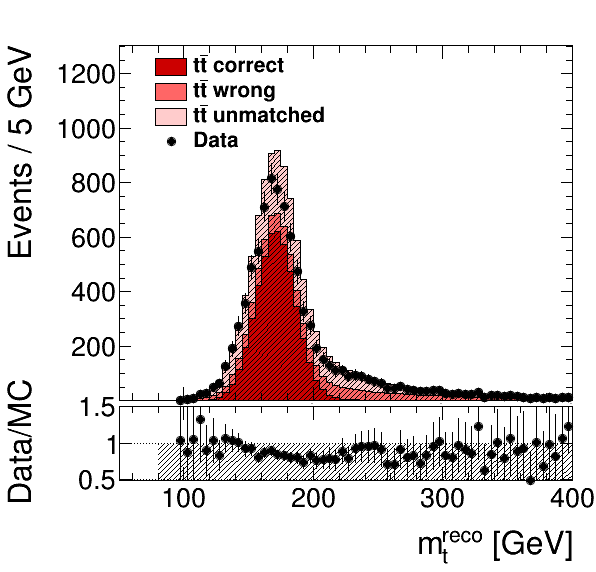 Events / 5 GeV
1200
1000
800
600
400
200
tt̄ correct
tt̄ wrong
tt̄ unmatched
Data
Data/MC
1.5
1
0.5
100 200 300 400
m_t^reco [GeV]